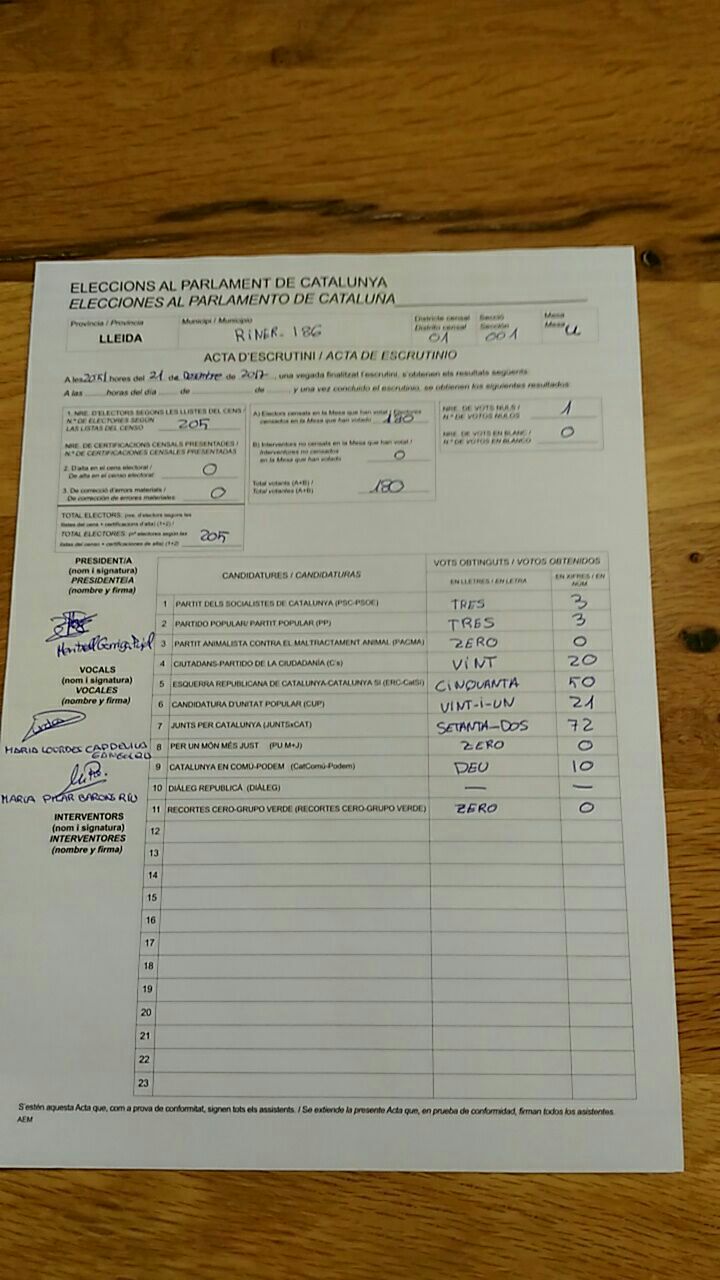 ELECCIONS AL PARLAMENT DE CATALUNYA
ELECCIONES AL PARLAMENTO DE CATALUÑA
Província / Provincia
LLEIDA
Municipi / Municipio
RINER-186
Districte censal
Distrito censal
01
Secció
Sección
001
Mesa
Mesa U
ACTA D'ESCRUTINI / ACTA DE ESCRUTINIO
A les 2051 hores del 21 de Desembre de 2017, una vegada finalitzat l'escrutini, s'obtenen els resultats següents:
A las hores del día de de y una vez concluido el escrutinio, se obtienen los siguientes resultados:
1. NRE. D'ELECTORS SEGONS LES LLISTES DEL CENS /
N.º DE ELECTORES SEGÚN
LAS LISTAS DEL CENSO 205
NRE. DE CERTIFICACIONS CENSALS PRESENTADES /
N.º DE CERTIFICACIONES CENSALES PRESENTADAS
2. D'alta en el cens electoral /
De alta en el censo electoral 0
3. De correcció d'errors materials /
De corrección de errores materiales 0
TOTAL ELECTORS: nre. d'electors segons les
llistes del cens + certificacions d'alta) (1+2) /
TOTAL ELECTORES: nº electores según las
listas del censo + certificaciones de alta) (1+2) 205
A) Electors censats en la Mesa que han votat / Electores
censados en la Mesa que han votado 180
B) Interventors no censats en la Mesa que han votat /
Interventores no censados
en la Mesa que han votado 0
Total votants (A+B) /
Total votantes (A+B) 180
NRE. DE VOTS NULS /
N.º DE VOTOS NULOS 1
NRE. DE VOTS EN BLANC /
N.º DE VOTOS EN BLANCO 0
PRESIDENT/A
(nom i signatura)
PRESIDENTE/A
(nombre y firma)
VOCALS
(nom i signatura)
VOCALES
(nombre y firma)
MARIA LOURDES CAPDEVILA
MARIA PILAR BARONS RIU
INTERVENTORS
(nom i signatura)
INTERVENTORES
(nombre y firma)
CANDIDATURES / CANDIDATURAS
VOTS OBTINGUTS / VOTOS OBTENIDOS
EN LLETRES / EN LETRA
EN XIFRES / EN NÚM
1 PARTIT DELS SOCIALISTES DE CATALUNYA (PSC-PSOE) TRES 3
2 PARTIDO POPULAR/ PARTIT POPULAR (PP) TRES 3
3 PARTIT ANIMALISTA CONTRA EL MALTRACTAMENT ANIMAL (PACMA) ZERO 0
4 CIUTADANS-PARTIDO DE LA CIUDADANÍA (C's) VINT 20
5 ESQUERRA REPUBLICANA DE CATALUNYA-CATALUNYA SÍ (ERC-CatSí) CINQUANTA 50
6 CANDIDATURA D'UNITAT POPULAR (CUP) VINT-I-UN 21
7 JUNTS PER CATALUNYA (JUNTSxCAT) SETANTA-DOS 72
8 PER UN MÓN MÉS JUST (PU M+J) ZERO 0
9 CATALUNYA EN COMÚ-PODEM (CatComú-Podem) DEU 10
10 DIÀLEG REPUBLICÀ (DIÀLEG) — —
11 RECORTES CERO-GRUPO VERDE (RECORTES CERO-GRUPO VERDE) ZERO 0
12
13
14
15
16
17
18
19
20
21
22
23
S'estén aquesta Acta que, com a prova de conformitat, signen tots els assistents. / Se extiende la presente Acta que, en prueba de conformidad, firman todos los asistentes.
AEM